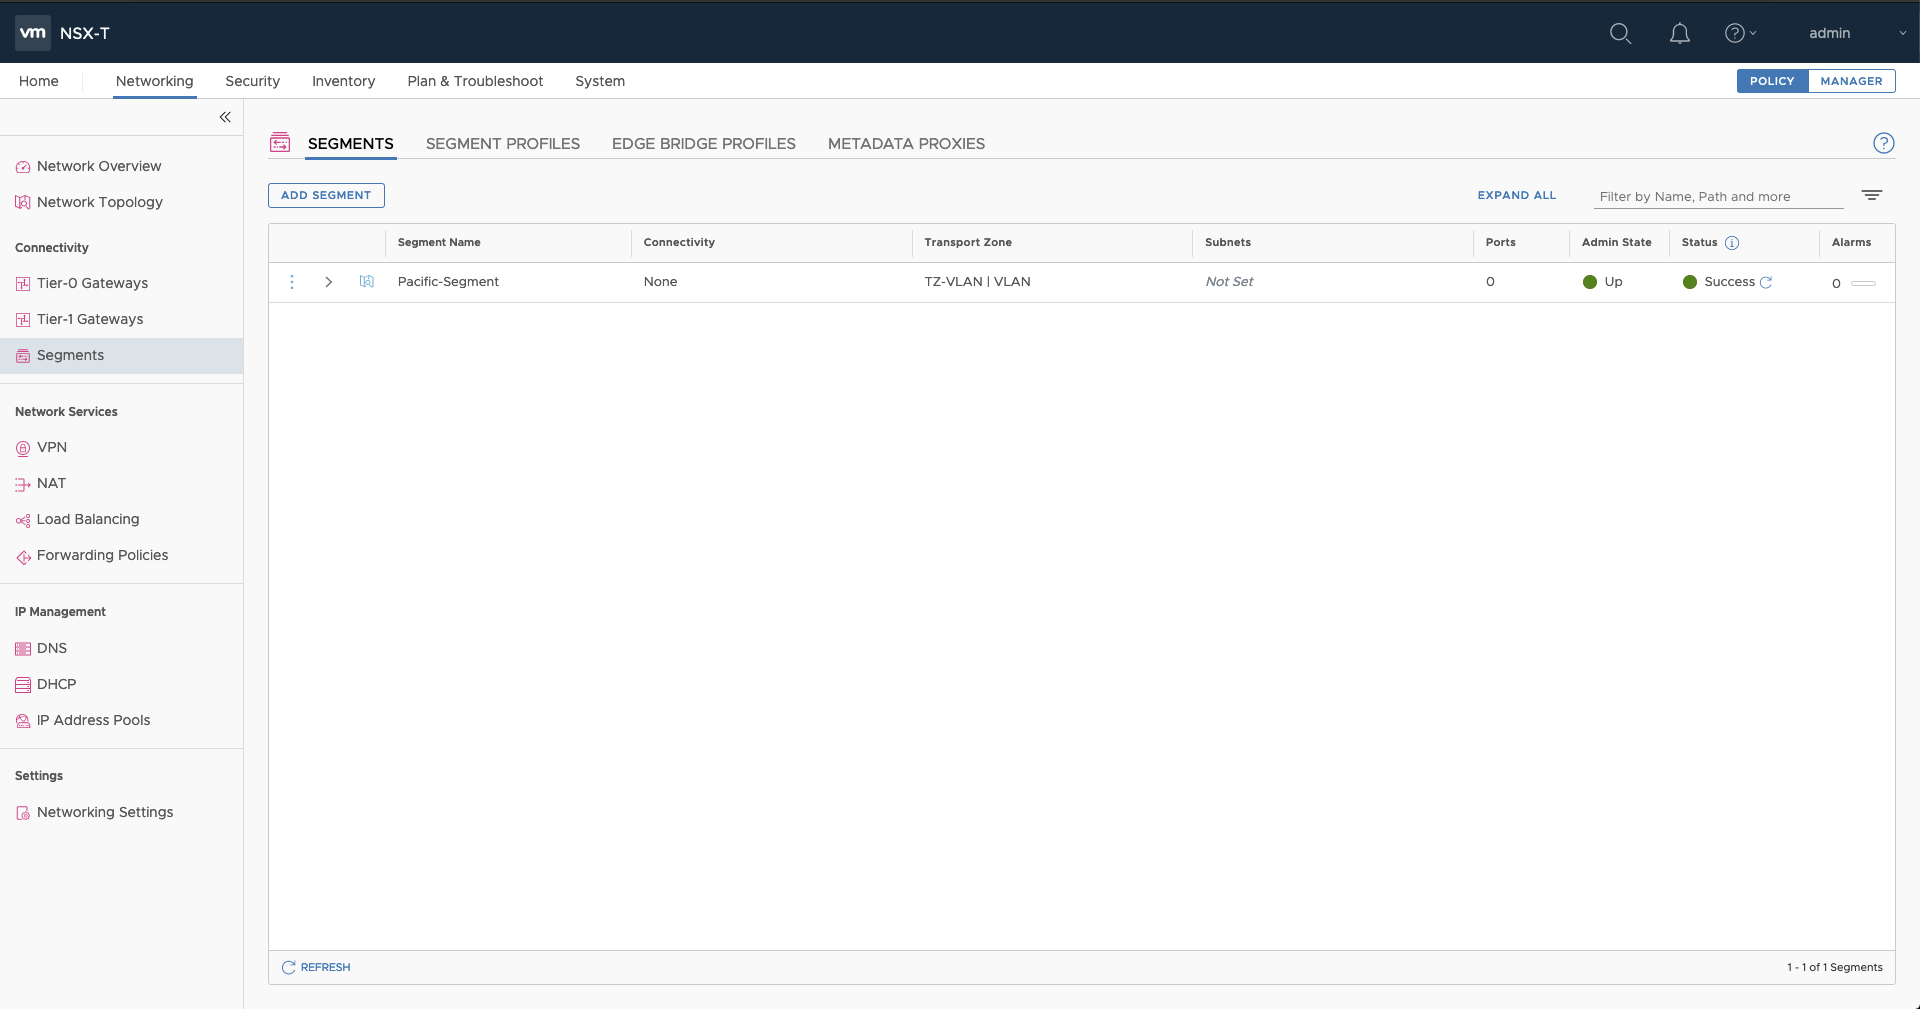 vm NSX-T
admin
Home Networking Security Inventory Plan & Troubleshoot System POLICY MANAGER
Network Overview
Network Topology
Connectivity
Tier-0 Gateways
Tier-1 Gateways
Segments
Network Services
VPN
NAT
Load Balancing
Forwarding Policies
IP Management
DNS
DHCP
IP Address Pools
Settings
Networking Settings
SEGMENTS SEGMENT PROFILES EDGE BRIDGE PROFILES METADATA PROXIES
ADD SEGMENT EXPAND ALL Filter by Name, Path and more
Segment Name Connectivity Transport Zone Subnets Ports Admin State Status Alarms
Pacific-Segment None TZ-VLAN | VLAN Not Set 0 Up Success 0
REFRESH 1 - 1 of 1 Segments